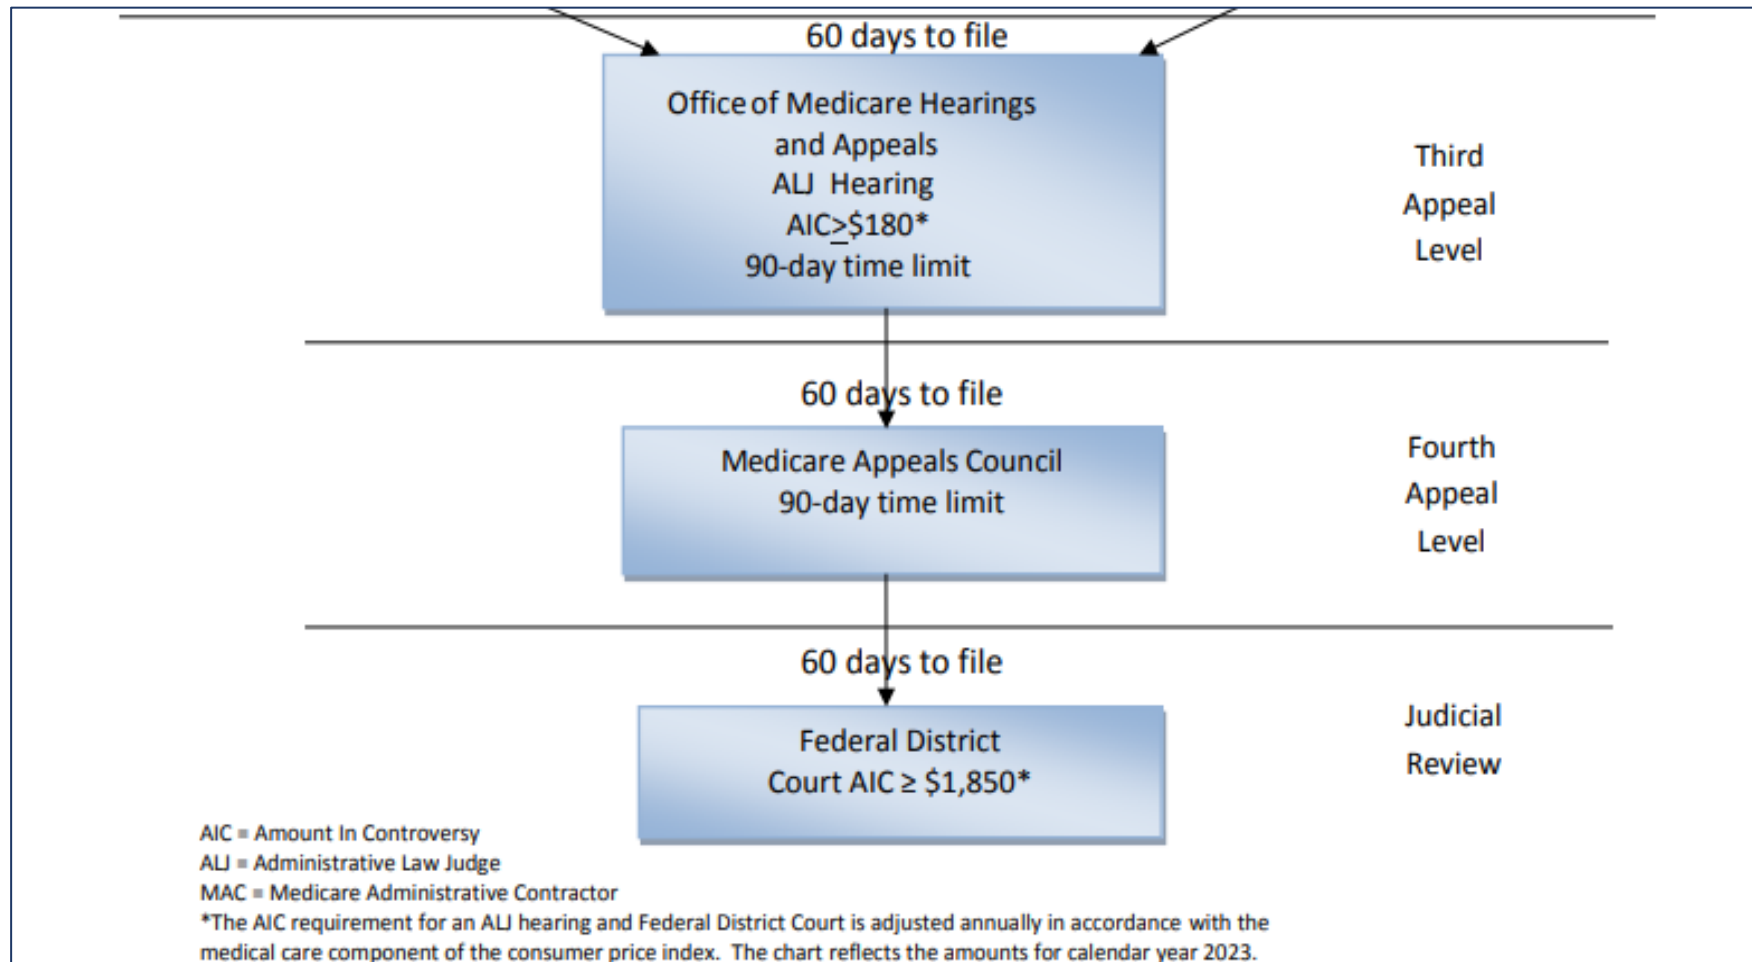 60 days to file
Office of Medicare Hearings
and Appeals
ALJ Hearing
AIC≥$180*
90-day time limit
Third
Appeal
Level
60 days to file
Medicare Appeals Council
90-day time limit
Fourth
Appeal
Level
60 days to file
Federal District
Court AIC ≥ $1,850*
Judicial
Review
AIC = Amount In Controversy
ALJ = Administrative Law Judge
MAC = Medicare Administrative Contractor
*The AIC requirement for an ALJ hearing and Federal District Court is adjusted annually in accordance with the
medical care component of the consumer price index. The chart reflects the amounts for calendar year 2023.